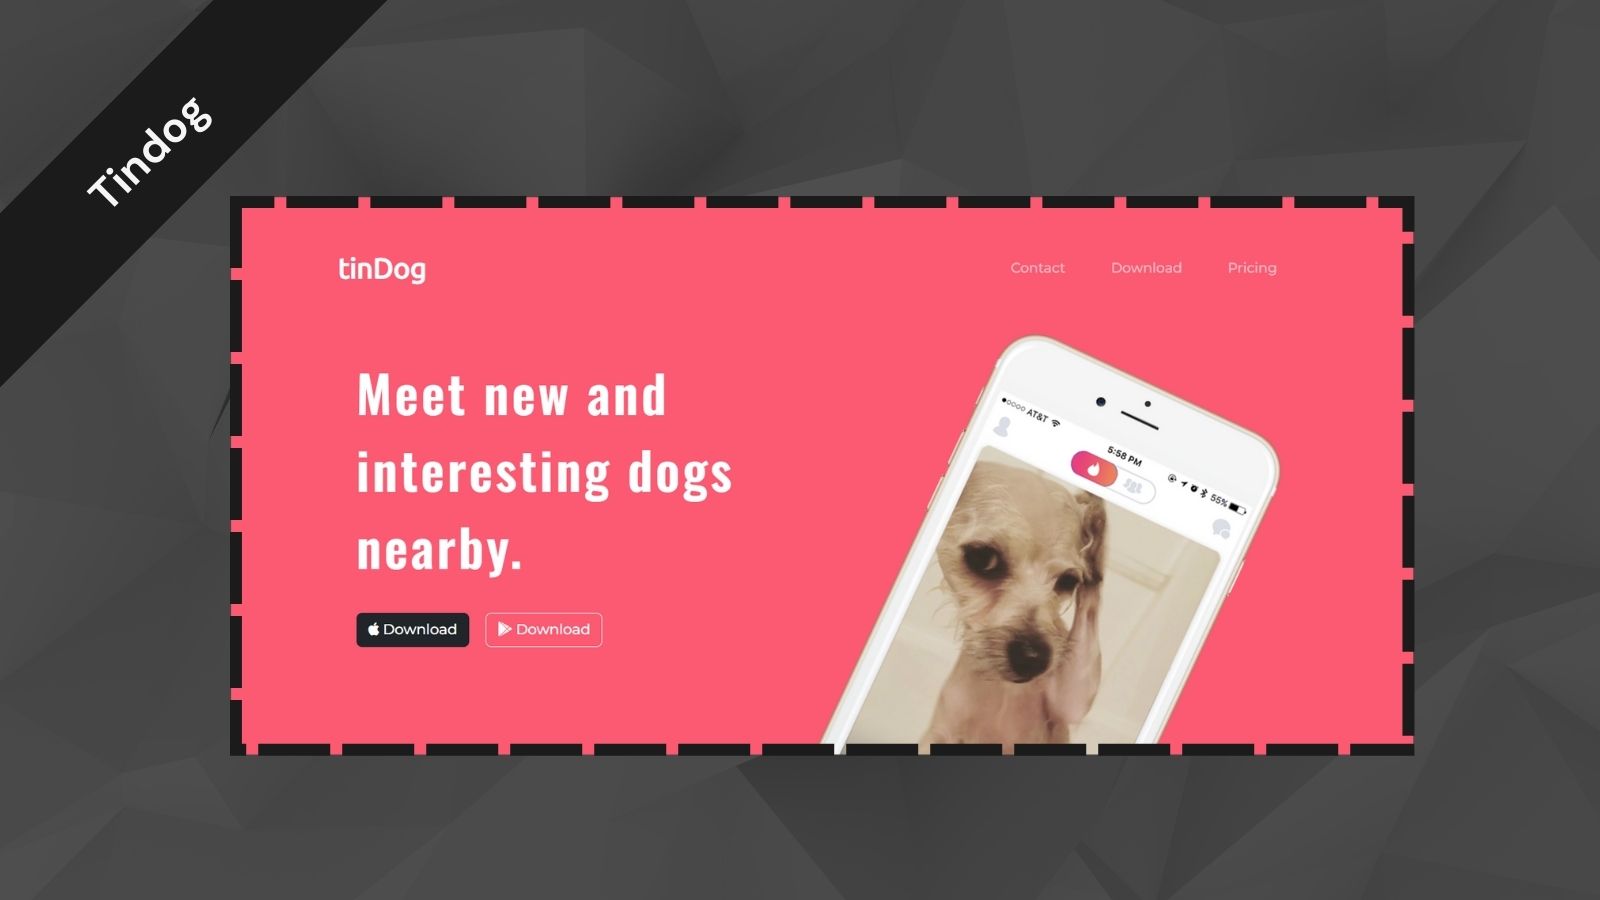 Tindog
tinDog
Contact Download Pricing
Meet new and
interesting dogs
nearby.
Download Download
AT&T 5:58 PM 55%